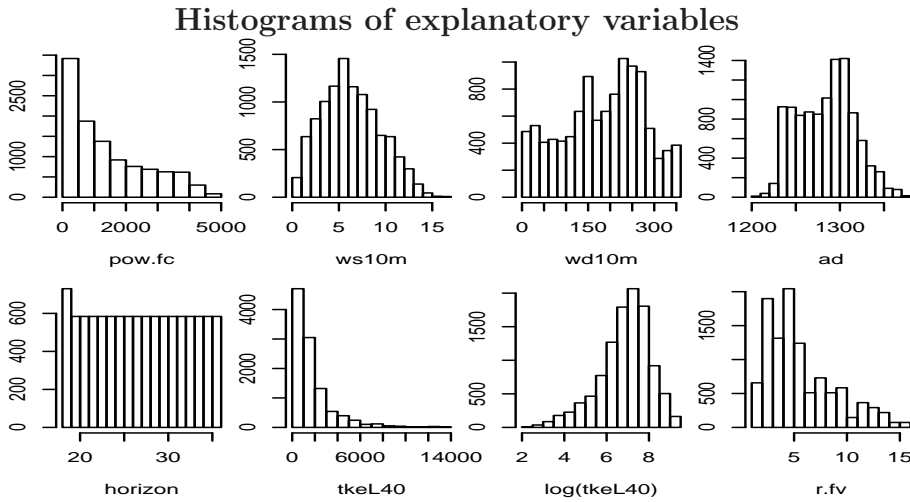 Histograms of explanatory variables
0 1000 2500
0 2000 5000
pow.fc
0 500 1000 1500
0 5 10 15
ws10m
0 400 800
0 150 300
wd10m
0 400 800 1400
1200 1300
ad
0 200 400 600
20 30
horizon
0 2000 4000
0 6000 14000
tkeL40
0 500 1500
2 4 6 8
log(tkeL40)
0 500 1500
5 10 15
r.fv